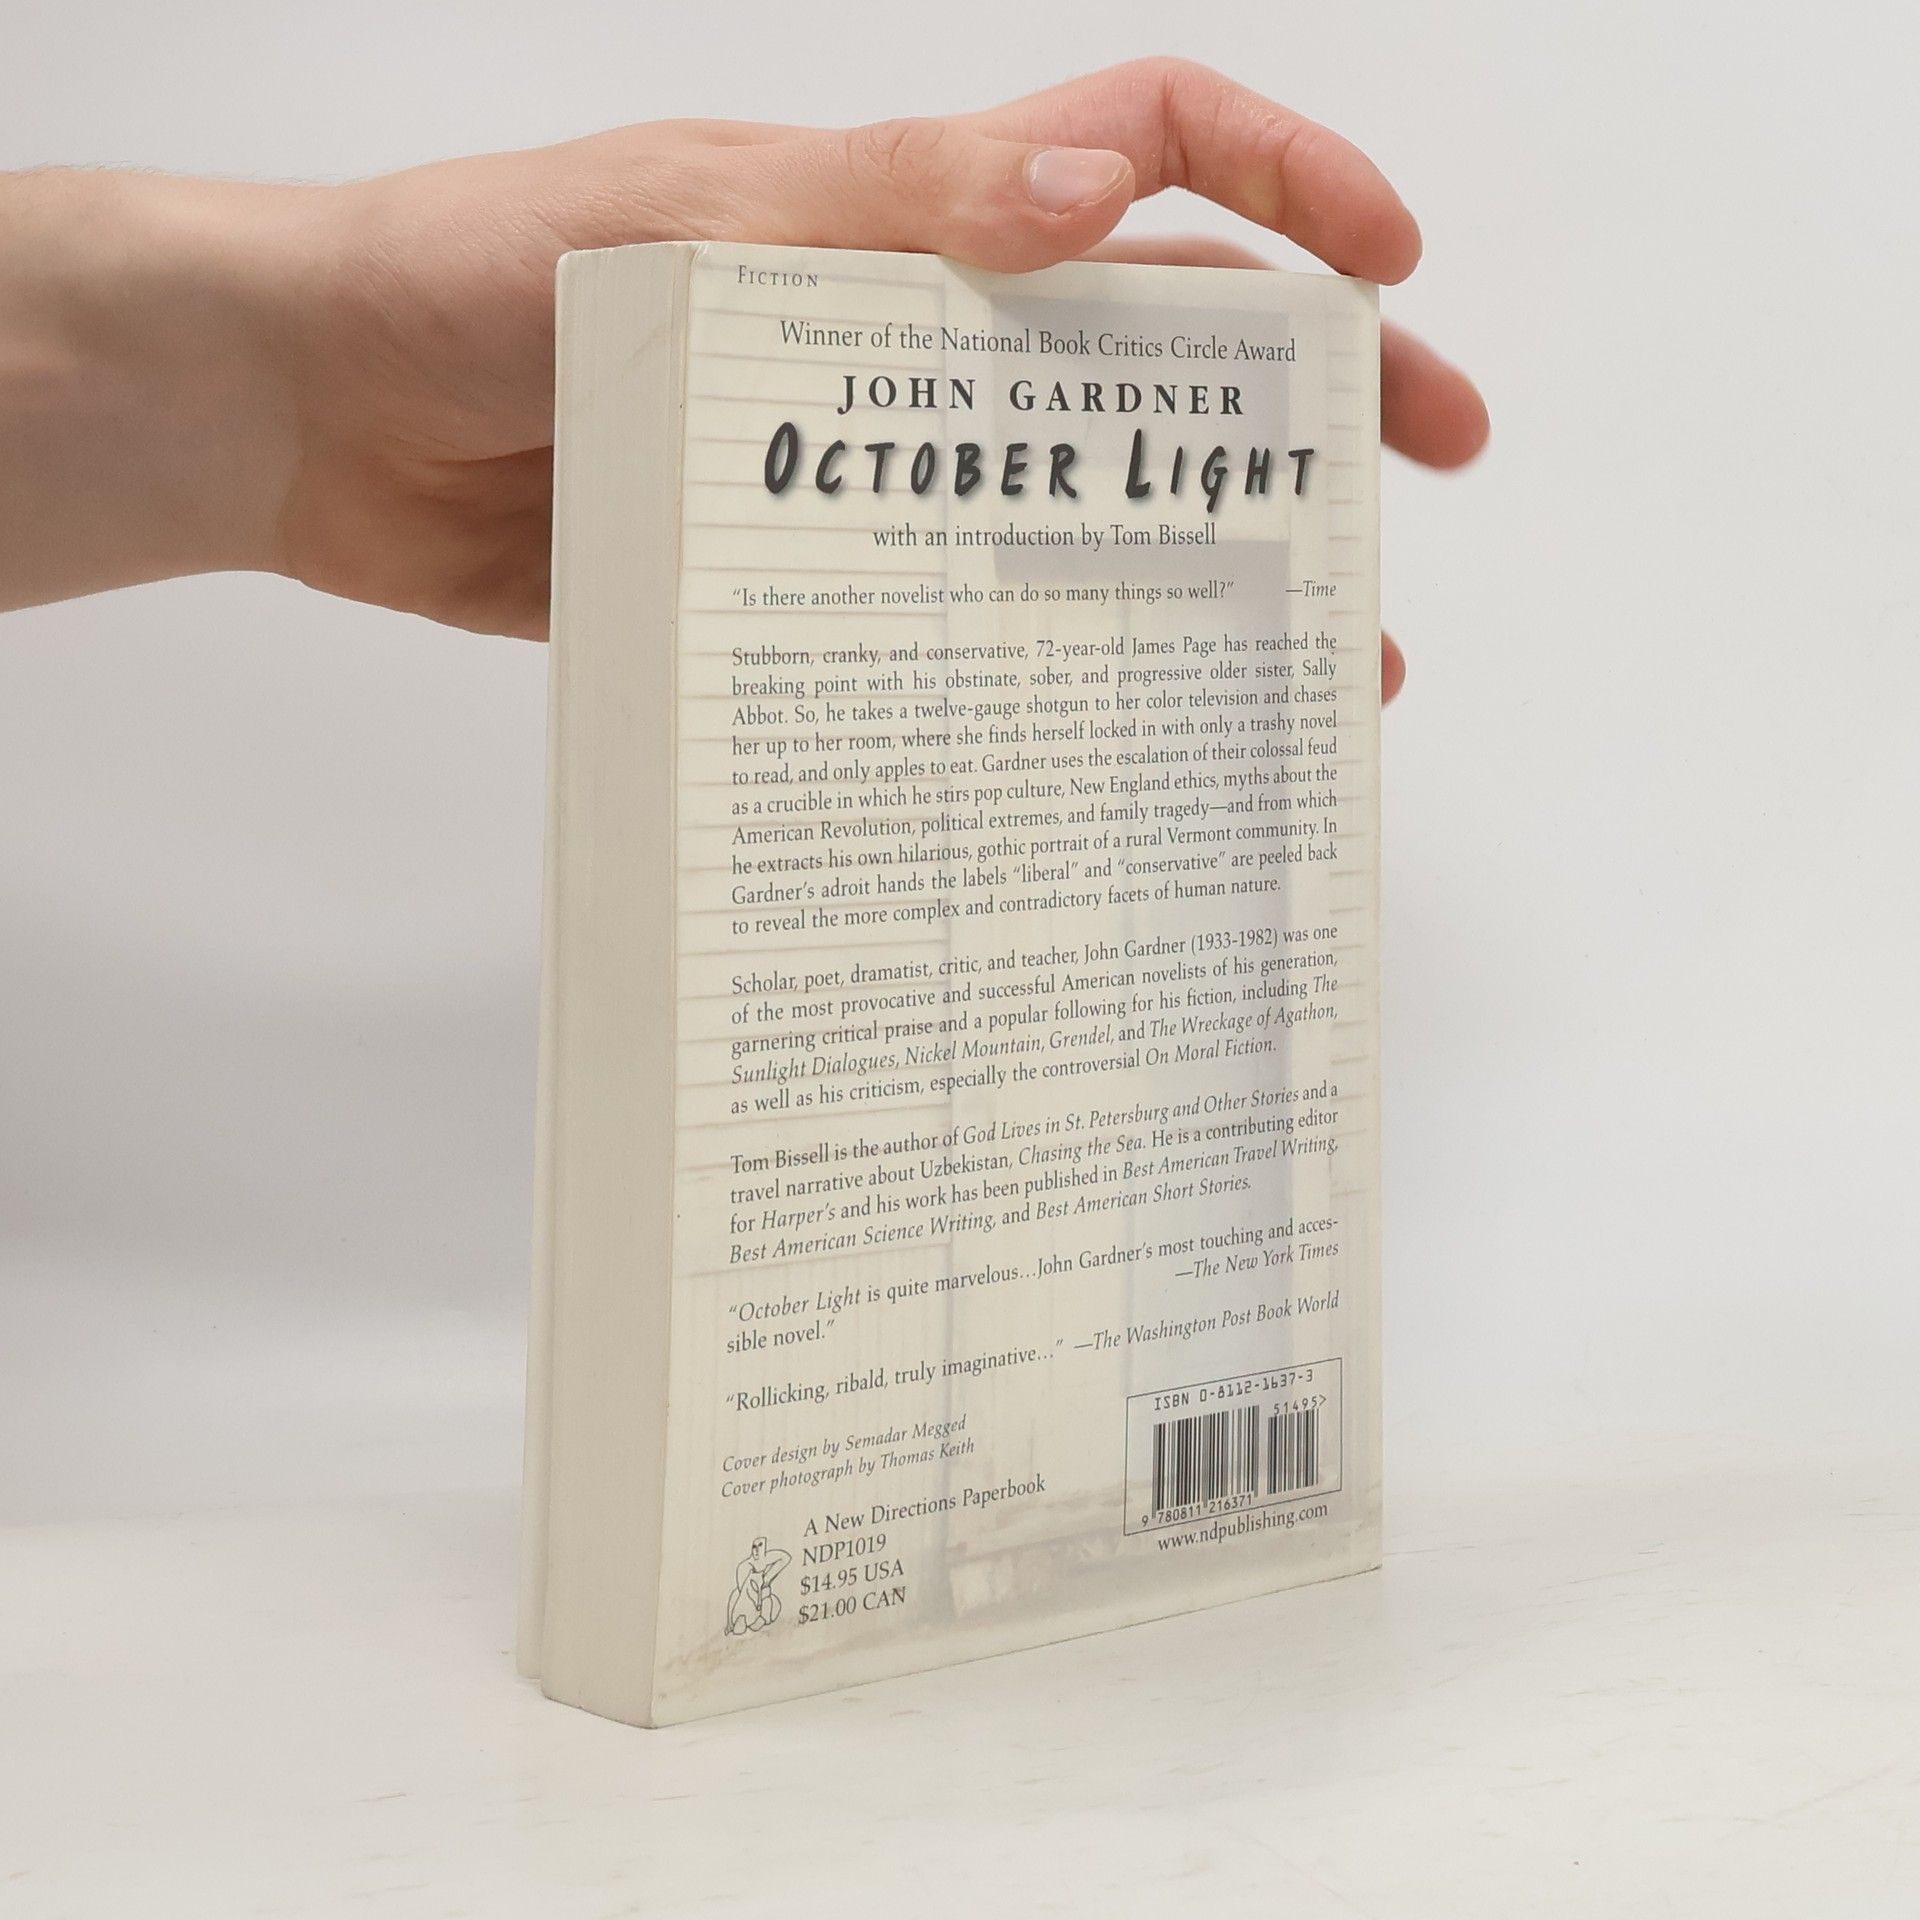 FICTION
Winner of the National Book Critics Circle Award
JOHN GARDNER
OCTOBER LIGHT
with an introduction by Tom Bissell
“Is there another novelist who can do so many things so well?” —Time
Stubborn, cranky, and conservative, 72-year-old James Page has reached the
breaking point with his obstinate, sober, and progressive older sister, Sally
Abbot. So, he takes a twelve-gauge shotgun to her color television and chases
her up to her room, where she finds herself locked in with only a trashy novel
to read, and only apples to eat. Gardner uses the escalation of their colossal feud
as a crucible in which he stirs pop culture, New England ethics, myths about the
American Revolution, political extremes, and family tragedy—and from which
he extracts his own hilarious, gothic portrait of a rural Vermont community. In
Gardner’s adroit hands the labels “liberal” and “conservative” are peeled back
to reveal the more complex and contradictory facets of human nature.
Scholar, poet, dramatist, critic, and teacher, John Gardner (1933-1982) was one
of the most provocative and successful American novelists of his generation,
garnering critical praise and a popular following for his fiction, including The
Sunlight Dialogues, Nickel Mountain, Grendel, and The Wreckage of Agathon,
as well as his criticism, especially the controversial On Moral Fiction.
Tom Bissell is the author of God Lives in St. Petersburg and Other Stories and a
travel narrative about Uzbekistan, Chasing the Sea. He is a contributing editor
for Harper’s and his work has been published in Best American Travel Writing,
Best American Science Writing, and Best American Short Stories.
“October Light is quite marvelous…John Gardner’s most touching and acces-
sible novel.” —The New York Times
“Rollicking, ribald, truly imaginative…” —The Washington Post Book World
Cover design by Semadar Megged
Cover photograph by Thomas Keith
A New Directions Paperbook
NDP1019
$14.95 USA
$21.00 CAN
ISBN 0-8112-1637-3
51495>
9 780811 216371
www.ndpublishing.com